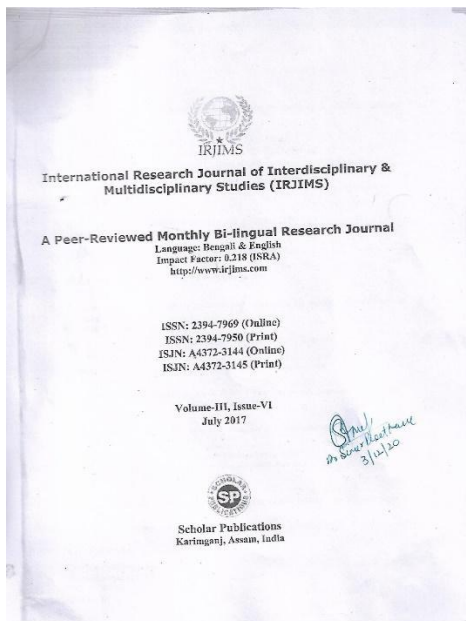 IRJIMS
International Research Journal of Interdisciplinary &
Multidisciplinary Studies (IRJIMS)
A Peer-Reviewed Monthly Bi-lingual Research Journal
Language: Bengali & English
Impact Factor: 0.218 (ISRA)
http://www.irjims.com
ISSN: 2394-7969 (Online)
ISSN: 2394-7950 (Print)
ISJN: A4372-3144 (Online)
ISJN: A4372-3145 (Print)
Volume-III, Issue-VI
July 2017
3/12/20
SCHOLAR
SP
PUBLICATIONS
Scholar Publications
Karimganj, Assam, India